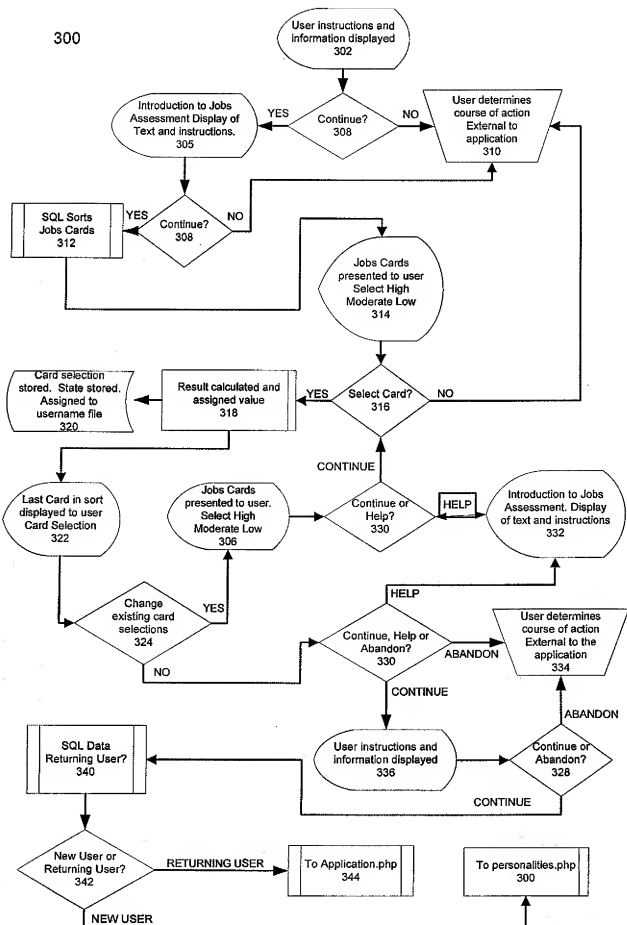 300
User instructions and
information displayed
302
Introduction to Jobs
Assessment Display of
Text and instructions.
305
YES
Continue?
308
NO
User determines
course of action
External to
application
310
SQL Sorts
Jobs Cards
312
YES
Continue?
308
NO
Jobs Cards
presented to user
Select High
Moderate Low
314
Card selection
stored. State stored.
Assigned to
username file
320
Result calculated and
assigned value
318
YES
Select Card?
316
NO
CONTINUE
Last Card in sort
displayed to user
Card Selection
322
Jobs Cards
presented to user.
Select High
Moderate Low
306
Continue or
Help?
330
HELP
Introduction to Jobs
Assessment. Display
of text and instructions
332
Change
existing card
selections
324
YES
NO
HELP
Continue, Help or
Abandon?
330
ABANDON
User determines
course of action
External to the
application
334
CONTINUE
ABANDON
SQL Data
Returning User?
340
User instructions and
information displayed
336
Continue or
Abandon?
328
CONTINUE
New User or
Returning User?
342
RETURNING USER
To Application.php
344
To personalities.php
300
NEW USER